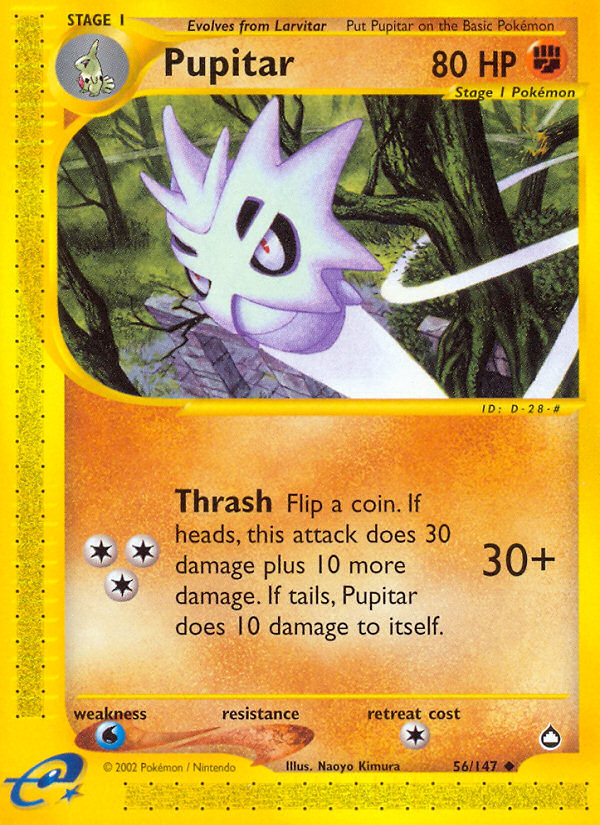 STAGE 1
Evolves from Larvitar Put Pupitar on the Basic Pokémon
Pupitar 80 HP
Stage 1 Pokémon
ID: D-28-#
Thrash Flip a coin. If
heads, this attack does 30
damage plus 10 more
damage. If tails, Pupitar
does 10 damage to itself.
30+
weakness resistance retreat cost
© 2002 Pokémon / Nintendo Illus. Naoyo Kimura 56/147
e